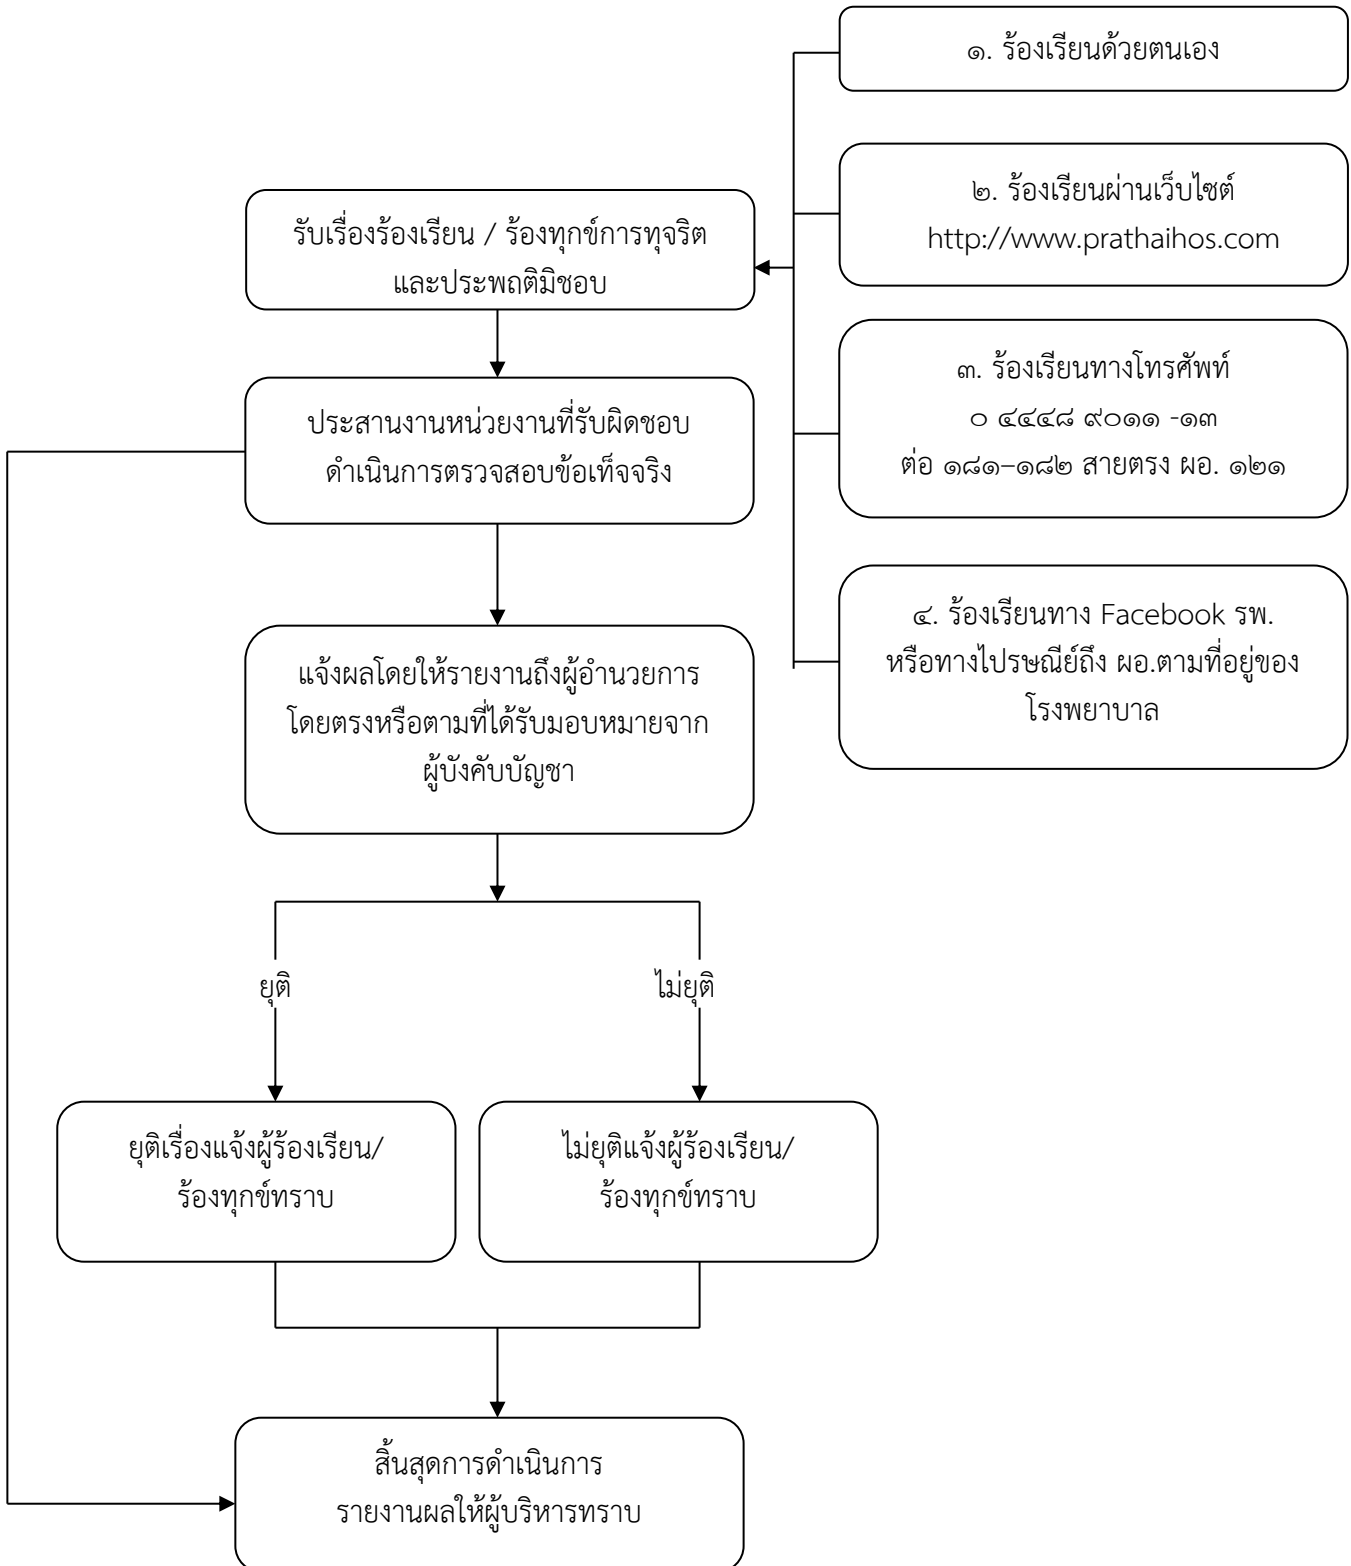 ๑. ร้องเรียนด้วยตนเอง
๒. ร้องเรียนผ่านเว็บไซต์
http://www.prathaihos.com
รับเรื่องร้องเรียน / ร้องทุกข์การทุจริต
และประพฤติมิชอบ
๓. ร้องเรียนทางโทรศัพท์
๐ ๔๔๔๘ ๙๐๑๑ -๑๓
ต่อ ๑๘๑–๑๘๒ สายตรง ผอ. ๑๒๑
ประสานงานหน่วยงานที่รับผิดชอบ
ดำเนินการตรวจสอบข้อเท็จจริง
๔. ร้องเรียนทาง Facebook รพ.
หรือทางไปรษณีย์ถึง ผอ.ตามที่อยู่ของ
โรงพยาบาล
แจ้งผลโดยให้รายงานถึงผู้อำนวยการ
โดยตรงหรือตามที่ได้รับมอบหมายจาก
ผู้บังคับบัญชา
ยุติ
ไม่ยุติ
ยุติเรื่องแจ้งผู้ร้องเรียน/
ร้องทุกข์ทราบ
ไม่ยุติแจ้งผู้ร้องเรียน/
ร้องทุกข์ทราบ
สิ้นสุดการดำเนินการ
รายงานผลให้ผู้บริหารทราบ